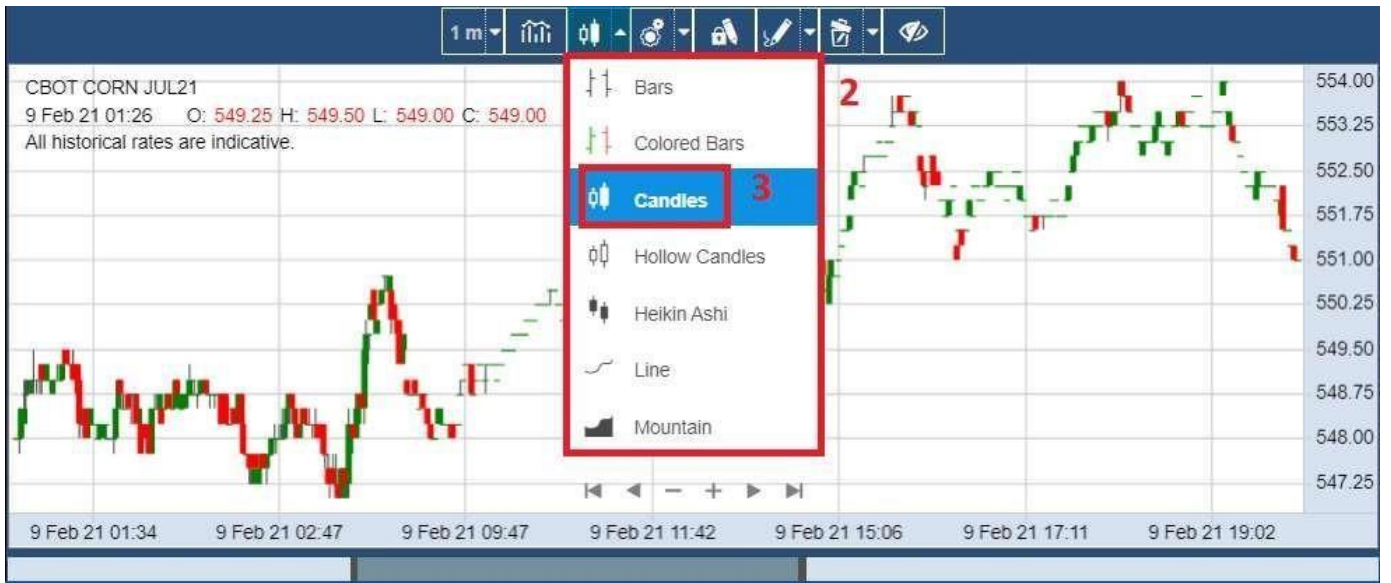 1 m
CBOT CORN JUL21
9 Feb 21 01:26 O: 549.25 H: 549.50 L: 549.00 C: 549.00
All historical rates are indicative.
Bars
2
Colored Bars
Candles
3
Hollow Candles
Heikin Ashi
Line
Mountain
554.00
553.25
552.50
551.75
551.00
550.25
549.50
548.75
548.00
547.25
9 Feb 21 01:34 9 Feb 21 02:47 9 Feb 21 09:47 9 Feb 21 11:42 9 Feb 21 15:06 9 Feb 21 17:11 9 Feb 21 19:02